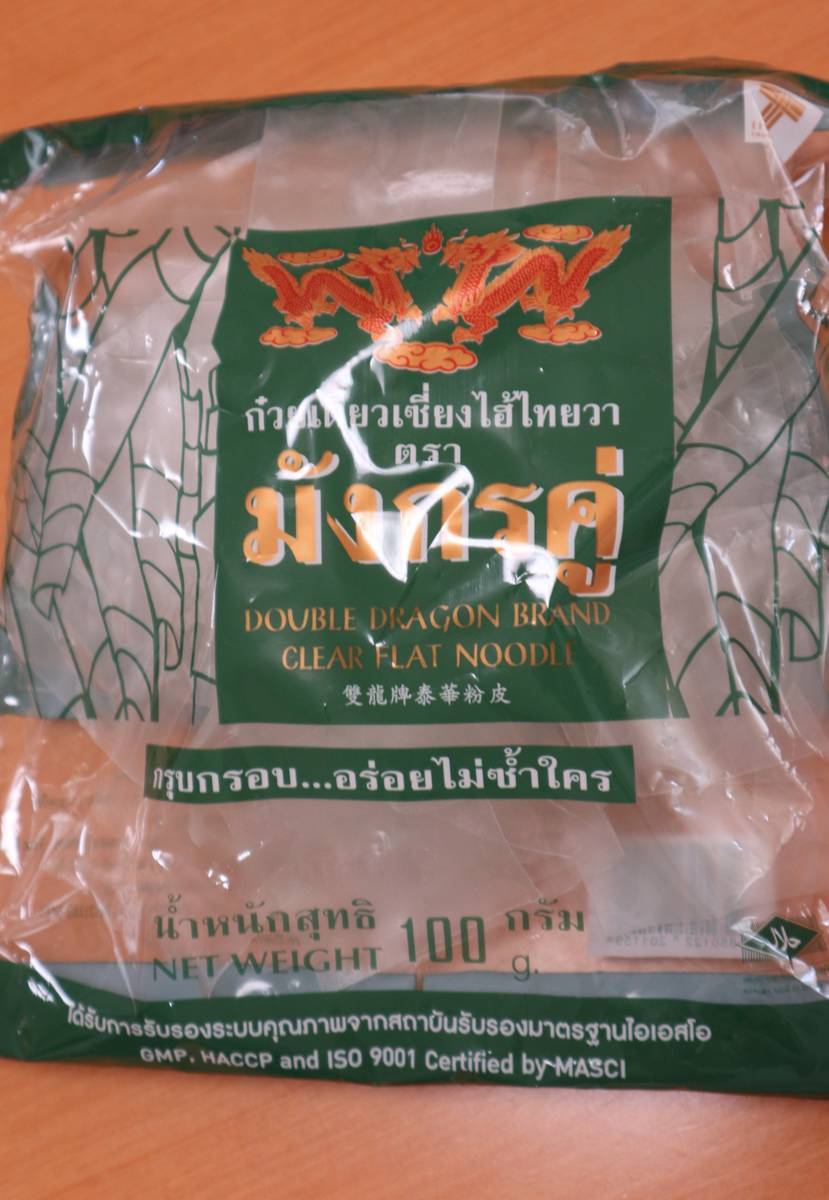 ก๋วยเตี๋ยวเซี่ยงไฮ้ไทยวา
ตรา
มังกรคู่
DOUBLE DRAGON BRAND
CLEAR FLAT NOODLE
雙龍牌泰華粉皮
กรุบกรอบ...อร่อยไม่ซ้ำใคร
น้ำหนักสุทธิ 100 กรัม
NET WEIGHT g.
ได้รับการรับรองระบบคุณภาพจากสถาบันรับรองมาตรฐานไอเอสโอ
GMP, HACCP and ISO 9001 Certified by MASCI